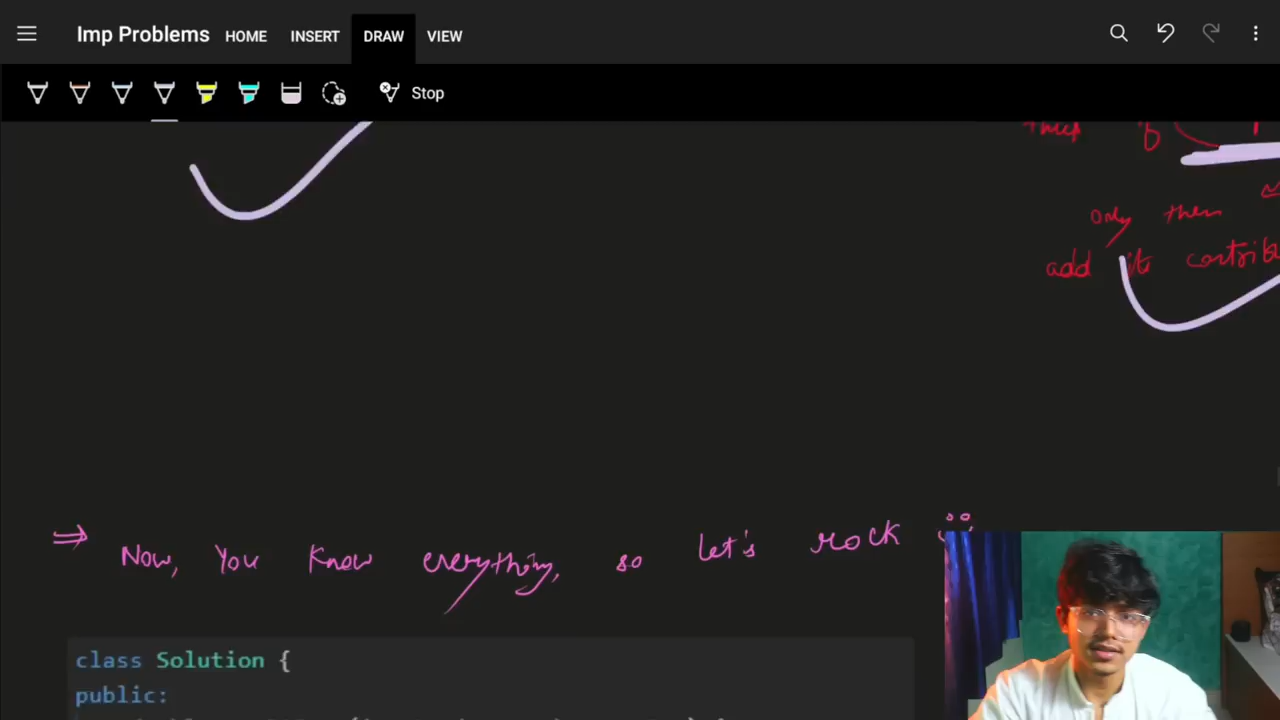 Imp Problems HOME INSERT DRAW VIEW
Stop
only then
add its
⇒ Now, You Know everything, so let's rock
class Solution {
public: